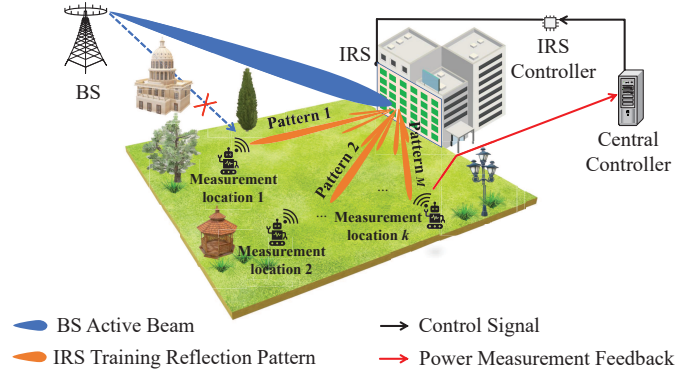 BS
IRS
IRS
Controller
Central
Controller
Pattern 1
Pattern 2
Pattern M
...
Measurement
location 1
...
Measurement
location 2
Measurement
location k
BS Active Beam
Control Signal
IRS Training Reflection Pattern
Power Measurement Feedback